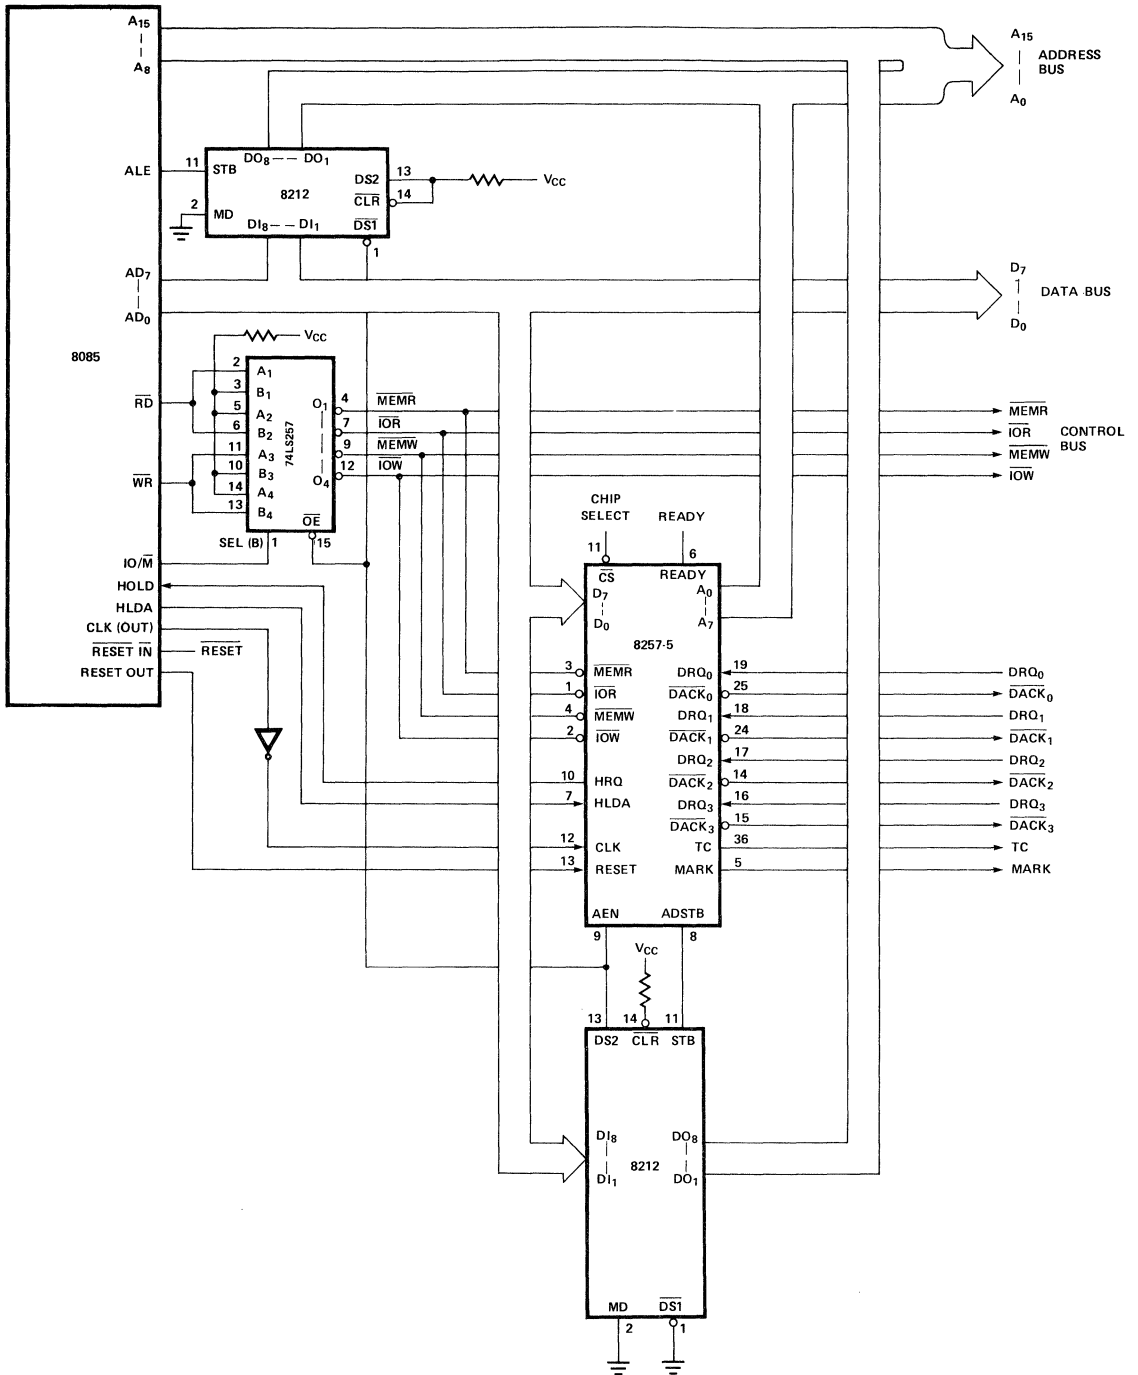 A15
A8
A15
ADDRESS
BUS
A0
ALE
11
STB
DO8 DO1
8212
DS2
13
CLR
14
VCC
2
MD
DI8 DI1
DS1
1
AD7
AD0
D7
DATA BUS
D0
8085
VCC
RD
WR
2
A1
3
B1
5
A2
6
B2
11
A3
10
B3
14
A4
13
B4
74LS257
O1
O4
OE
4
MEMR
7
IOR
9
MEMW
12
IOW
MEMR
IOR
CONTROL
BUS
MEMW
IOW
SEL (B)
1
15
IO/M
HOLD
HLDA
CLK (OUT)
RESET IN
RESET
RESET OUT
CHIP
SELECT
READY
11
6
CS
READY
D7
D0
A0
A7
8257-5
3
MEMR
1
IOR
4
MEMW
2
IOW
10
HRQ
7
HLDA
12
CLK
13
RESET
AEN
ADSTB
DRQ0
19
DRQ0
DACK0
25
DACK0
DRQ1
18
DRQ1
DACK1
24
DACK1
DRQ2
17
DRQ2
DACK2
14
DACK2
DRQ3
16
DRQ3
DACK3
15
DACK3
TC
36
TC
MARK
5
MARK
9
8
VCC
13
14
11
DS2
CLR
STB
DI8
DI1
8212
DO8
DO1
MD
DS1
2
1